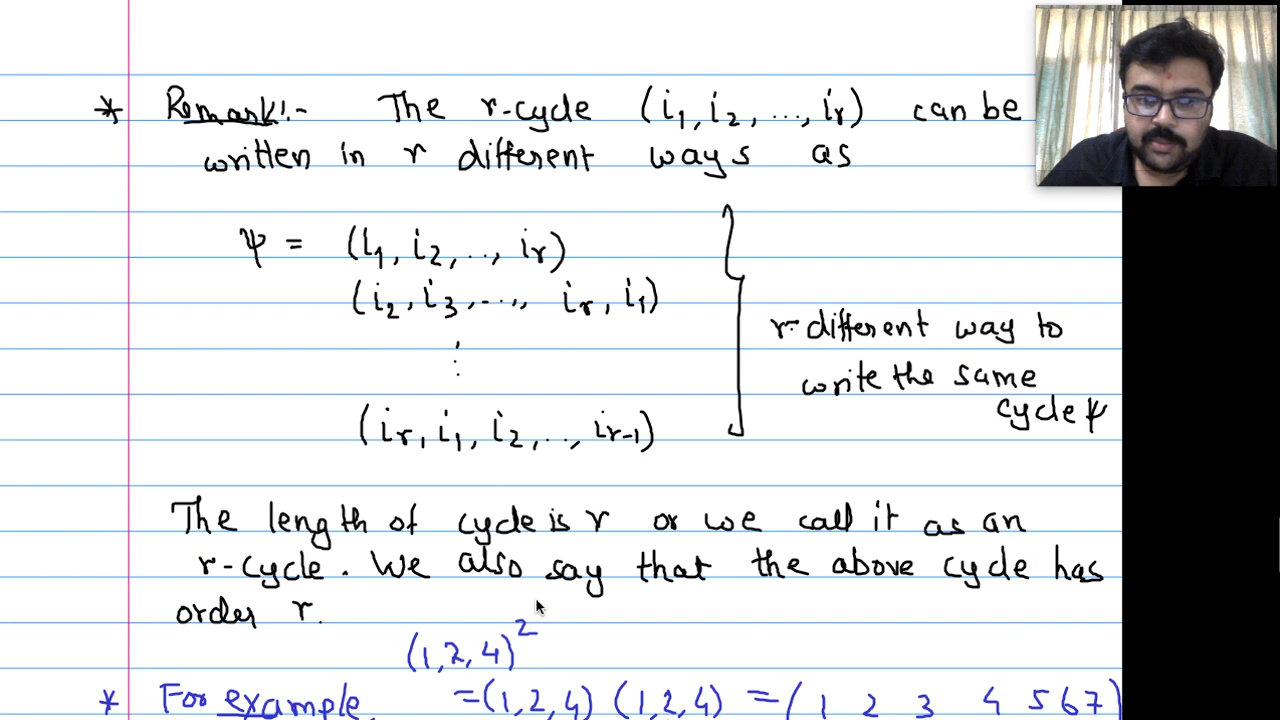 * Remark:- The r-cycle (i₁, i₂, ..., iᵣ) can be
written in r different ways as
ψ = (i₁, i₂, .., iᵣ)
(i₂, i₃, ..., iᵣ, i₁)
⋮
(iᵣ, i₁, i₂, .., iᵣ₋₁)
r-different way to
write the same
cycle ψ
The length of cycle is r or we call it as an
r-cycle. We also say that the above cycle has
order r.
(1,2,4)²
* For example. =(1,2,4) (1,2,4) = (1 2 3 4 5 6 7)